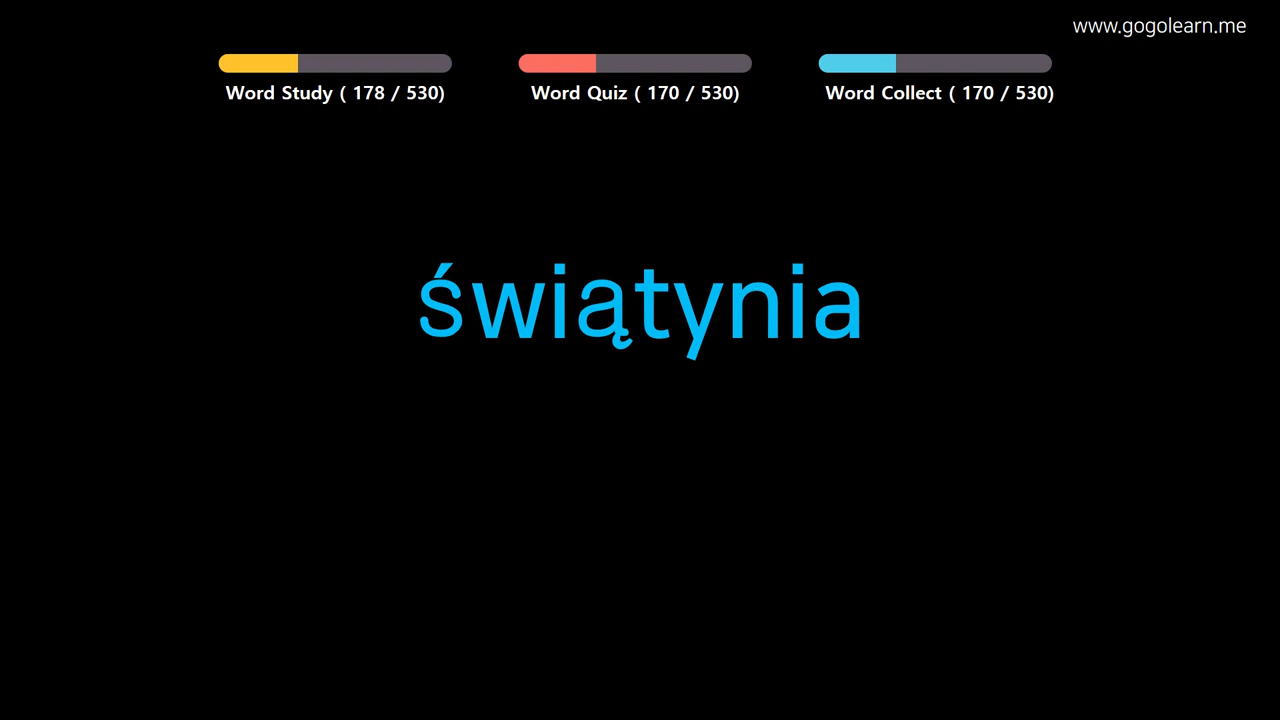 www.gogolearn.me
Word Study ( 178 / 530)
Word Quiz ( 170 / 530)
Word Collect ( 170 / 530)
świątynia